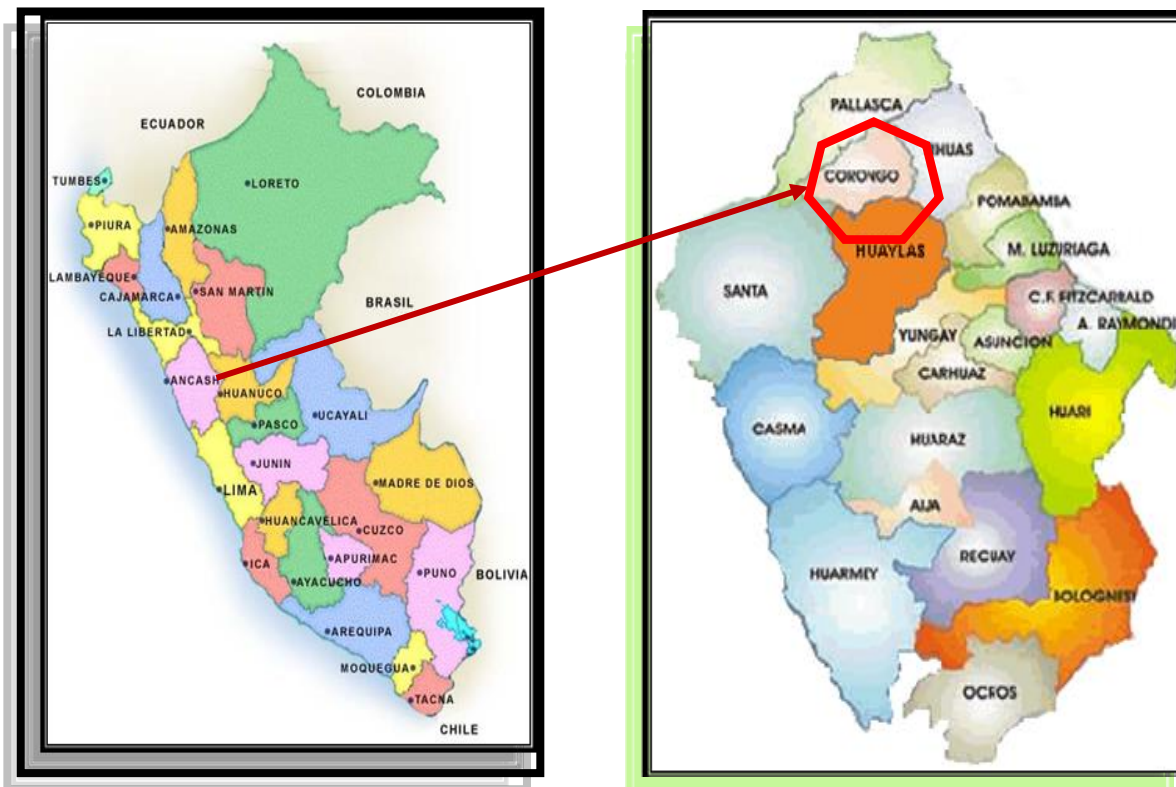 COLOMBIA
ECUADOR
TUMBES
LORETO
PIURA
AMAZONAS
LAMBAYEQUE
CAJAMARCA
SAN MARTIN
BRASIL
LA LIBERTAD
ANCASH
HUANUCO
UCAYALI
PASCO
JUNIN
MADRE DE DIOS
LIMA
HUANCAVELICA
CUZCO
ICA
APURIMAC
PUNO
BOLIVIA
AYACUCHO
AREQUIPA
MOQUEGUA
TACNA
CHILE
PALLASCA
CORONGO
POMABAMBA
HUAYLAS
M. LUZURIAGA
SANTA
C.F. FITZCARRALD
A. RAYMONDI
YUNGAY
ASUNCION
CARHUAZ
HUARI
CASMA
HUARAZ
AIJA
RECUAY
HUARMEY
BOLOGNESI
OCROS